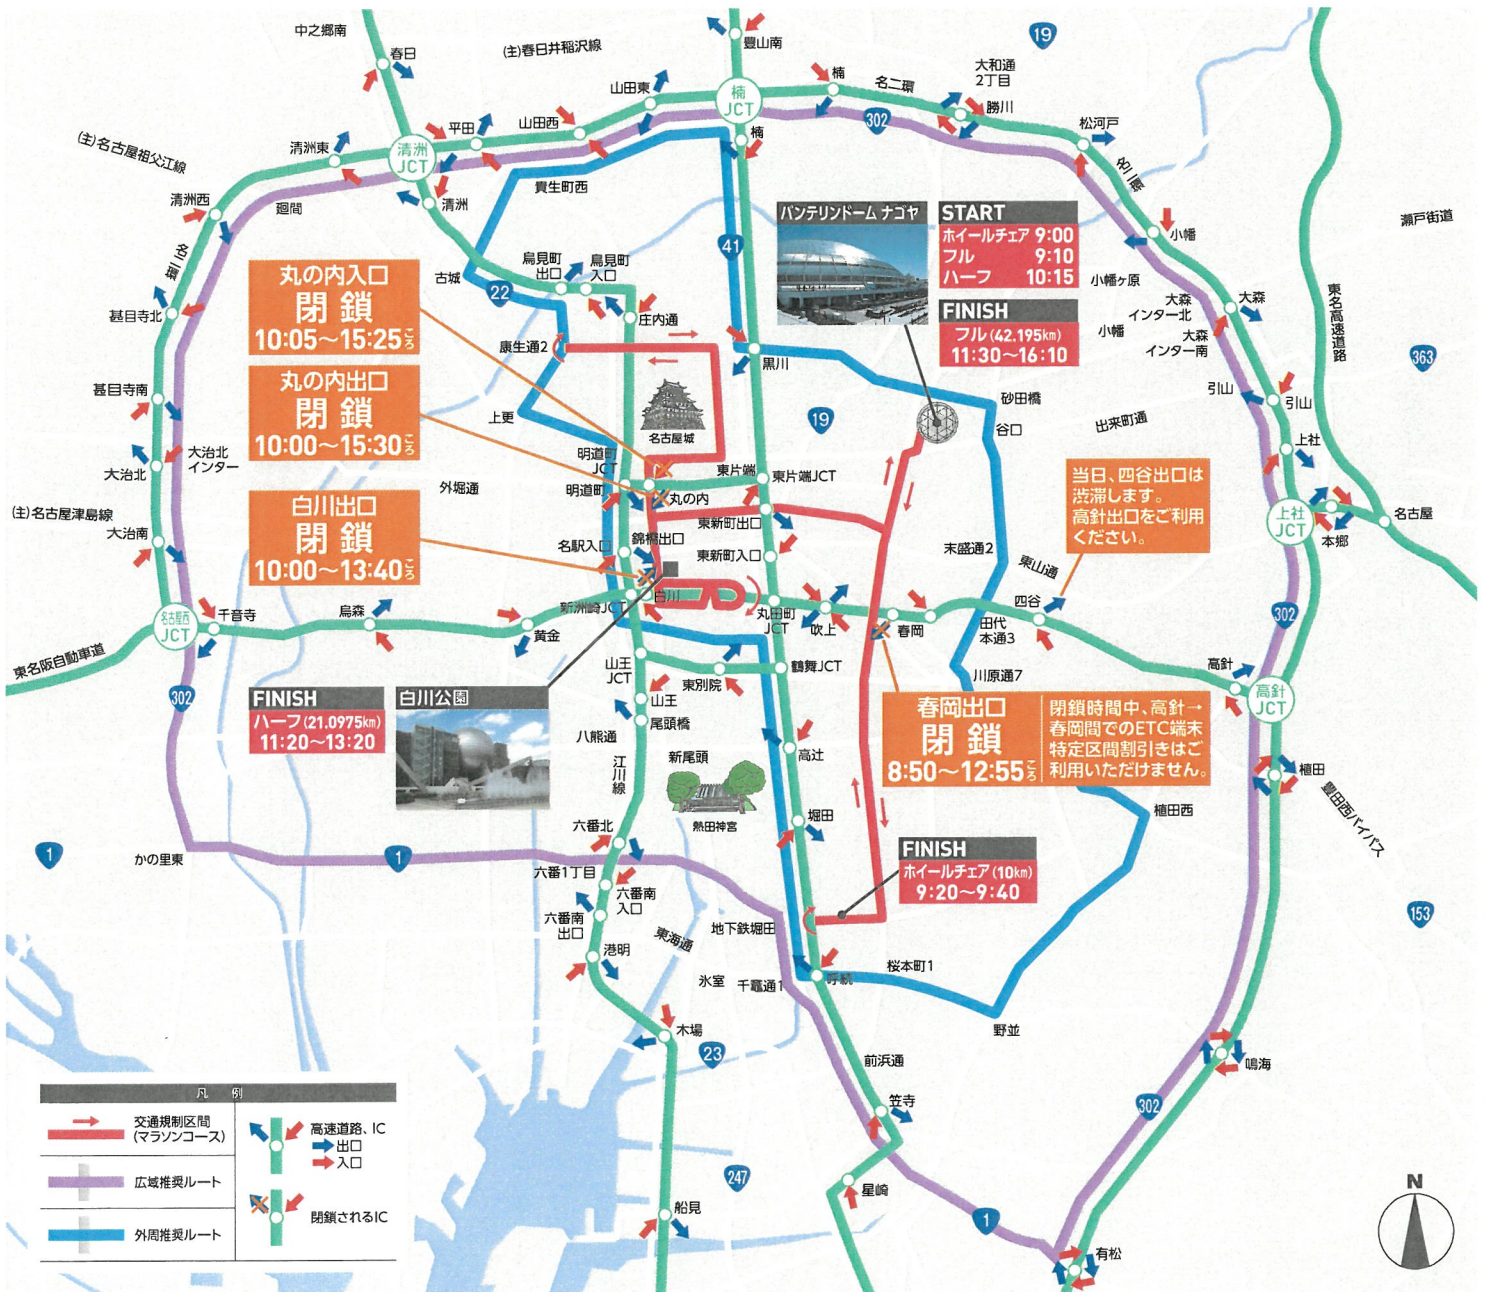 中之郷南
春日
(主)春日井稲沢線
豊山南
19
大和通
2丁目
山田東
楠
JCT
楠
名二環
勝川
302
松河戸
(主)名古屋祖父江線
清洲東
清洲
JCT
平田
山田西
楠
名二環
清洲西
廻間
清洲
貴生町西
名二環
41
バンテリンドーム ナゴヤ
START
ホイールチェア 9:00
フル 9:10
ハーフ 10:15
FINISH
フル(42.195km)
11:30～16:10
小幡
瀬戸街道
古城
22
鳥見町
出口
鳥見町
入口
庄内通
小幡ヶ原
小幡
大森
インター北
大森
大森
インター南
東名高速道路
363
甚目寺北
丸の内入口
閉鎖
10:05～15:25ごろ
康生通2
黒川
甚目寺南
丸の内出口
閉鎖
10:00～15:30ごろ
上更
名古屋城
19
砂田橋
谷口
出来町通
引山
引山
上社
大治北
大治北
インター
外堀通
明道町
JCT
明道町
東片端
東片端JCT
丸の内
当日、四谷出口は
渋滞します。
高針出口をご利用
ください。
上社
JCT
本郷
名古屋
(主)名古屋津島線
大治南
白川出口
閉鎖
10:00～13:40ごろ
名駅入口
錦橋出口
東新町出口
東新町入口
末盛通2
東山通
四谷
名古屋西
JCT
千音寺
烏森
黄金
新洲崎JCT
白川
丸田町
JCT
吹上
春岡
田代
本通3
302
東名阪自動車道
302
山王
JCT
東別院
鶴舞JCT
川原通7
高針
高針
JCT
FINISH
ハーフ(21.0975km)
11:20～13:20
白川公園
山王
尾頭橋
八熊通
江川線
新尾頭
熱田神宮
高辻
堀田
春岡出口
閉鎖
8:50～12:55ごろ
閉鎖時間中、高針→
春岡間でのETC端末
特定区間割引きはご
利用いただけません。
植田
植田西
豊田西バイパス
1
かの里東
1
六番北
六番1丁目
六番南
入口
六番南
出口
港明
東海通
地下鉄堀田
FINISH
ホイールチェア(10km)
9:20～9:40
153
氷室
千竈通1
呼続
桜本町1
野並
木場
23
前浜通
鳴海
302
笠寺
星崎
247
船見
1
有松
凡例
交通規制区間
(マラソンコース)
広域推奨ルート
外周推奨ルート
高速道路、IC
出口
入口
閉鎖されるIC
N